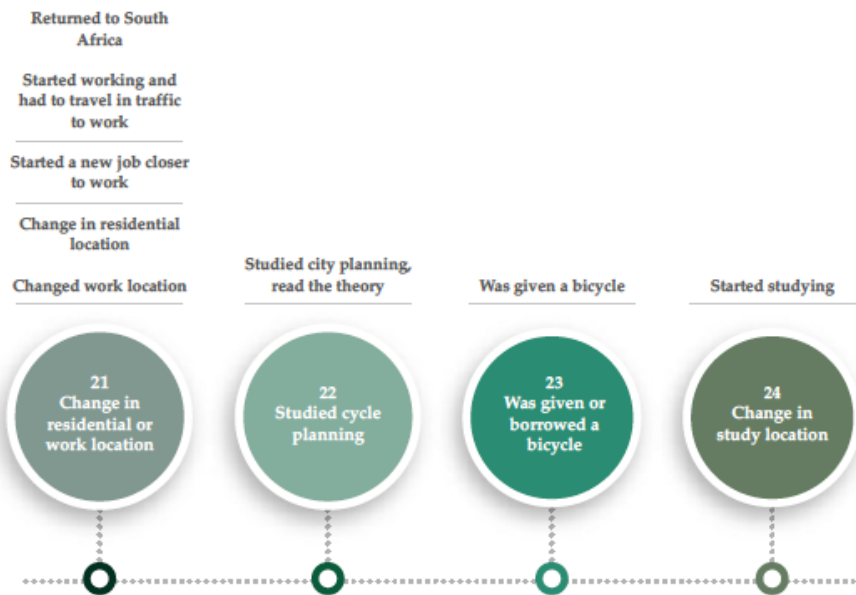 Returned to South
Africa
Started working and
had to travel in traffic
to work
Started a new job closer
to work
Change in residential
location
Changed work location
Studied city planning,
read the theory
Was given a bicycle
Started studying
21
Change in
residential or
work location
22
Studied cycle
planning
23
Was given or
borrowed a
bicycle
24
Change in
study location